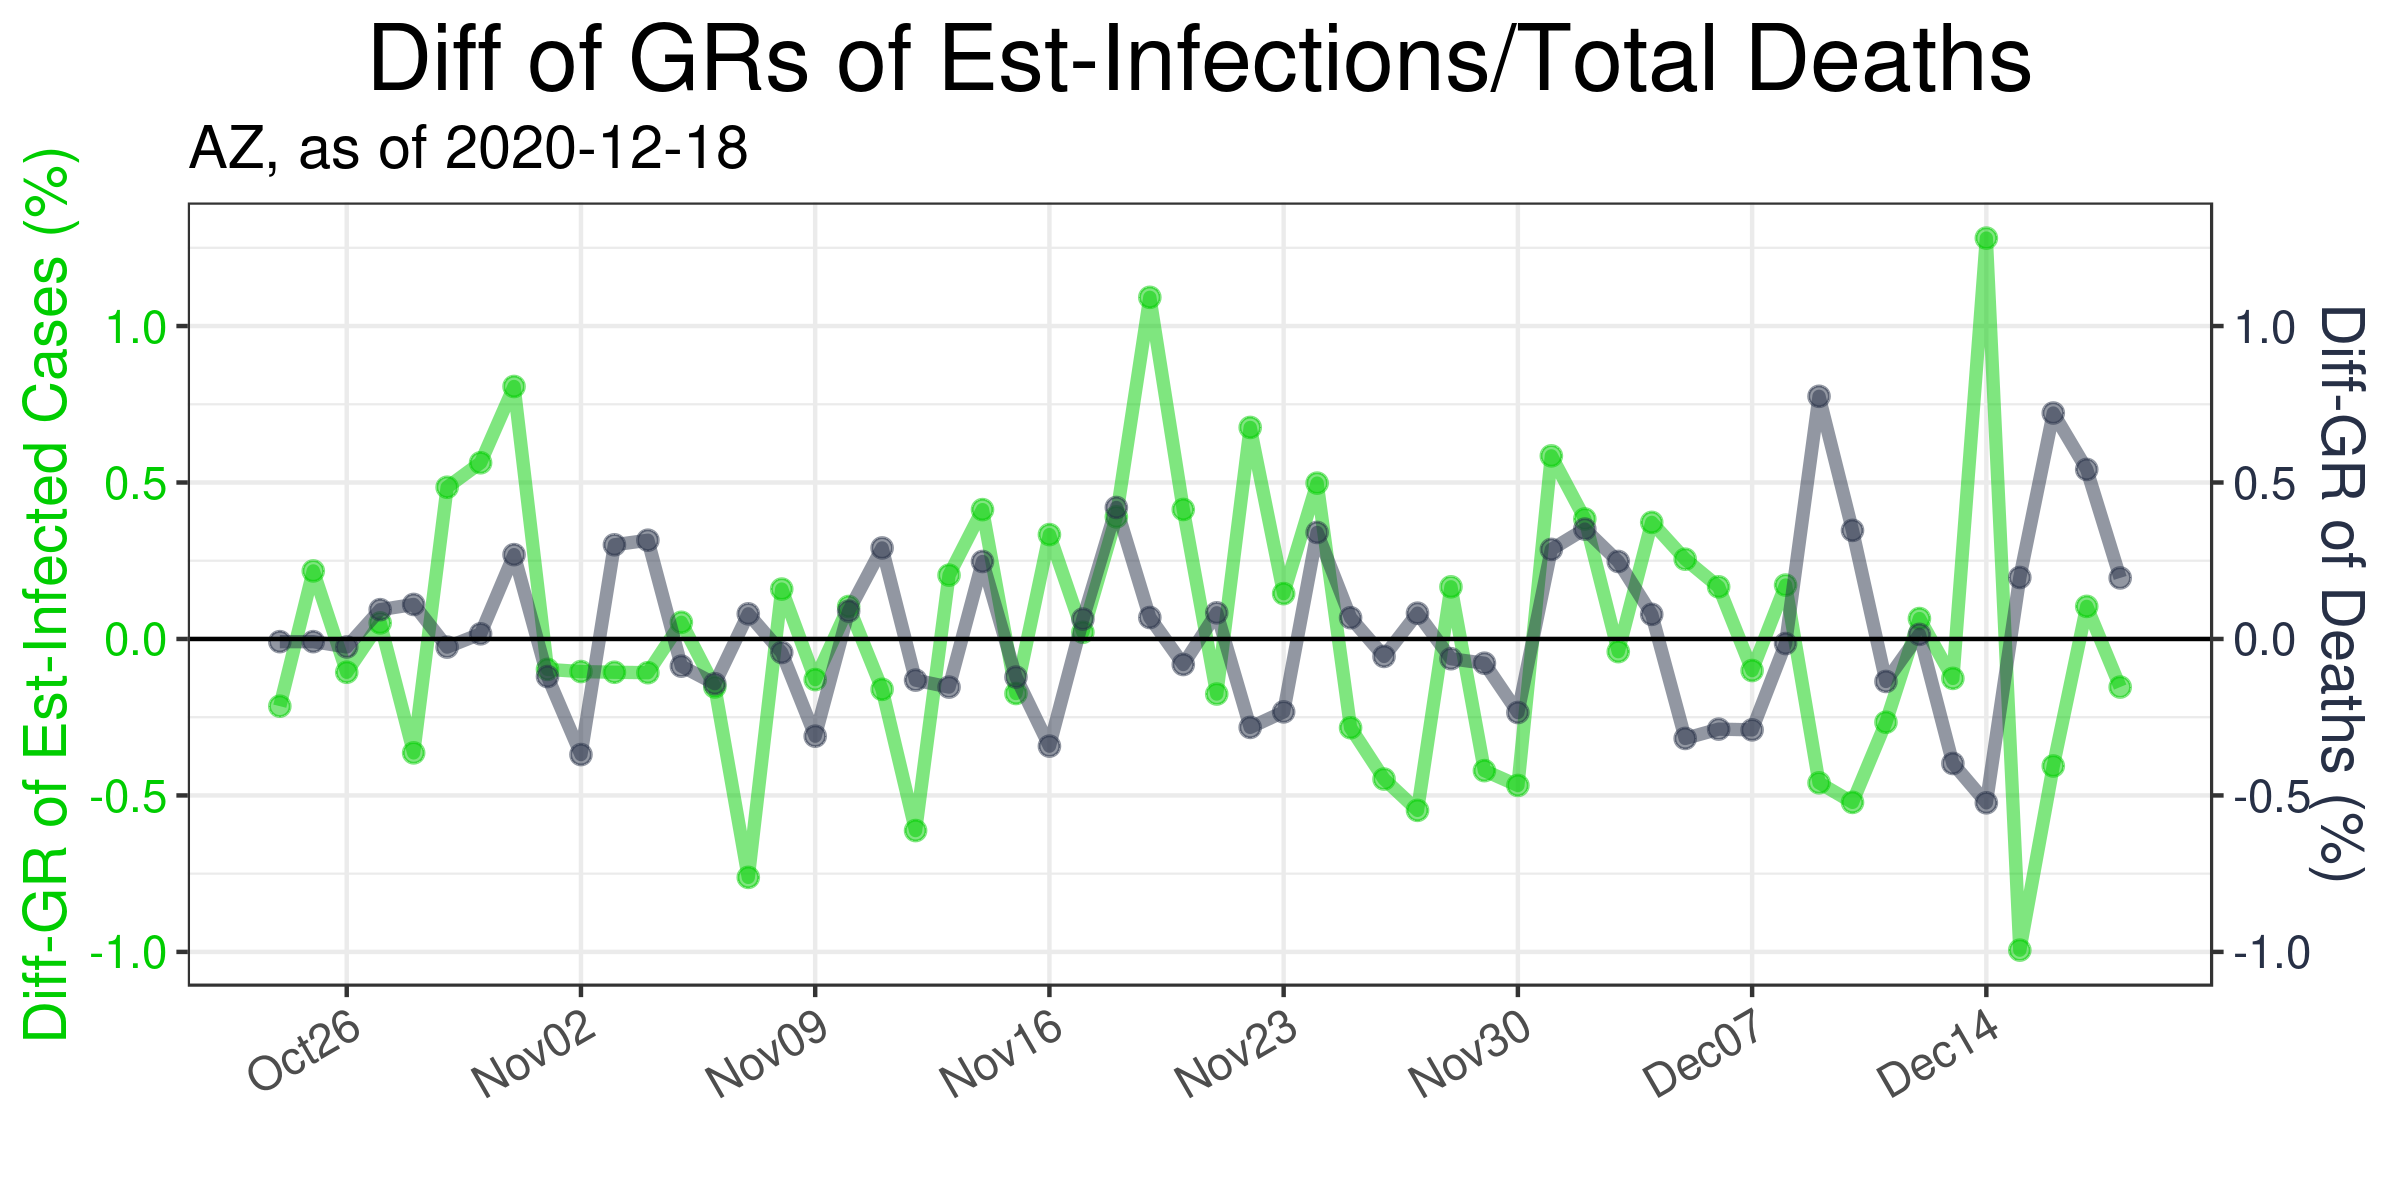 Diff of GRs of Est-Infections/Total Deaths
AZ, as of 2020-12-18
Diff-GR of Est-Infected Cases (%)
1.0
0.5
0.0
-0.5
-1.0
1.0
0.5
0.0
-0.5
-1.0
Diff-GR of Deaths (%)
Oct26 Nov02 Nov09 Nov16 Nov23 Nov30 Dec07 Dec14